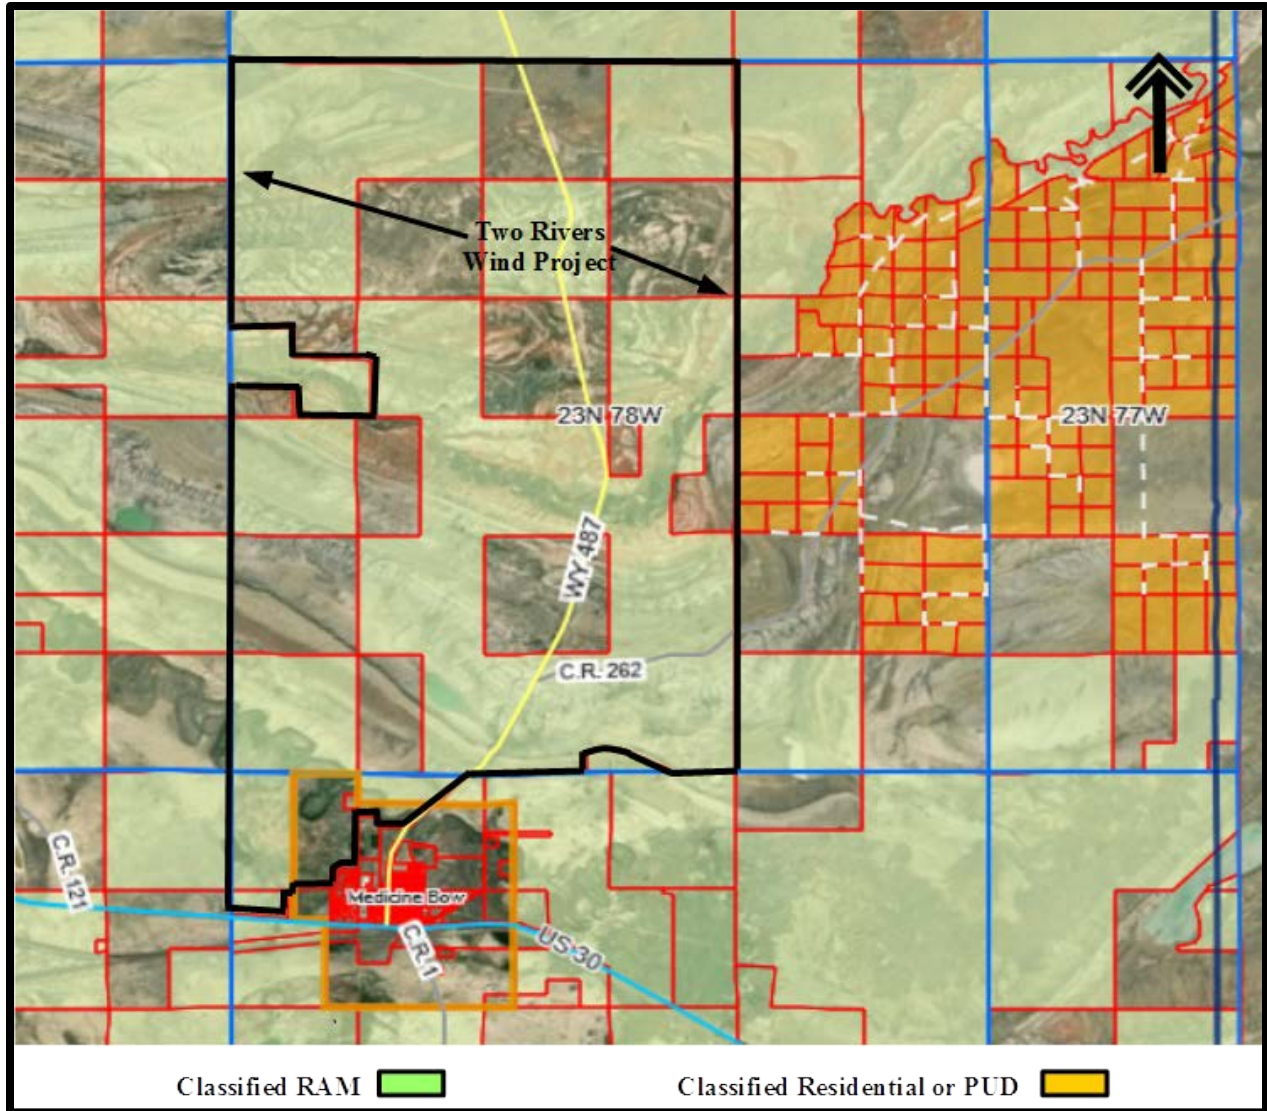 Two Rivers
Wind Project
23N 78W
23N 77W
WY 487
C.R. 262
C.R. 121
Medicine Bow
C.R. 1
US 30
Classified RAM
Classified Residential or PUD